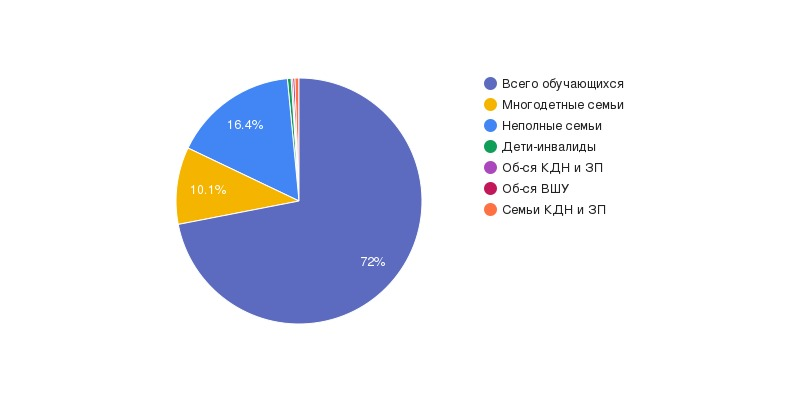 16.4%
10.1%
72%
Всего обучающихся
Многодетные семьи
Неполные семьи
Дети-инвалиды
Об-ся КДН и ЗП
Об-ся ВШУ
Семьи КДН и ЗП